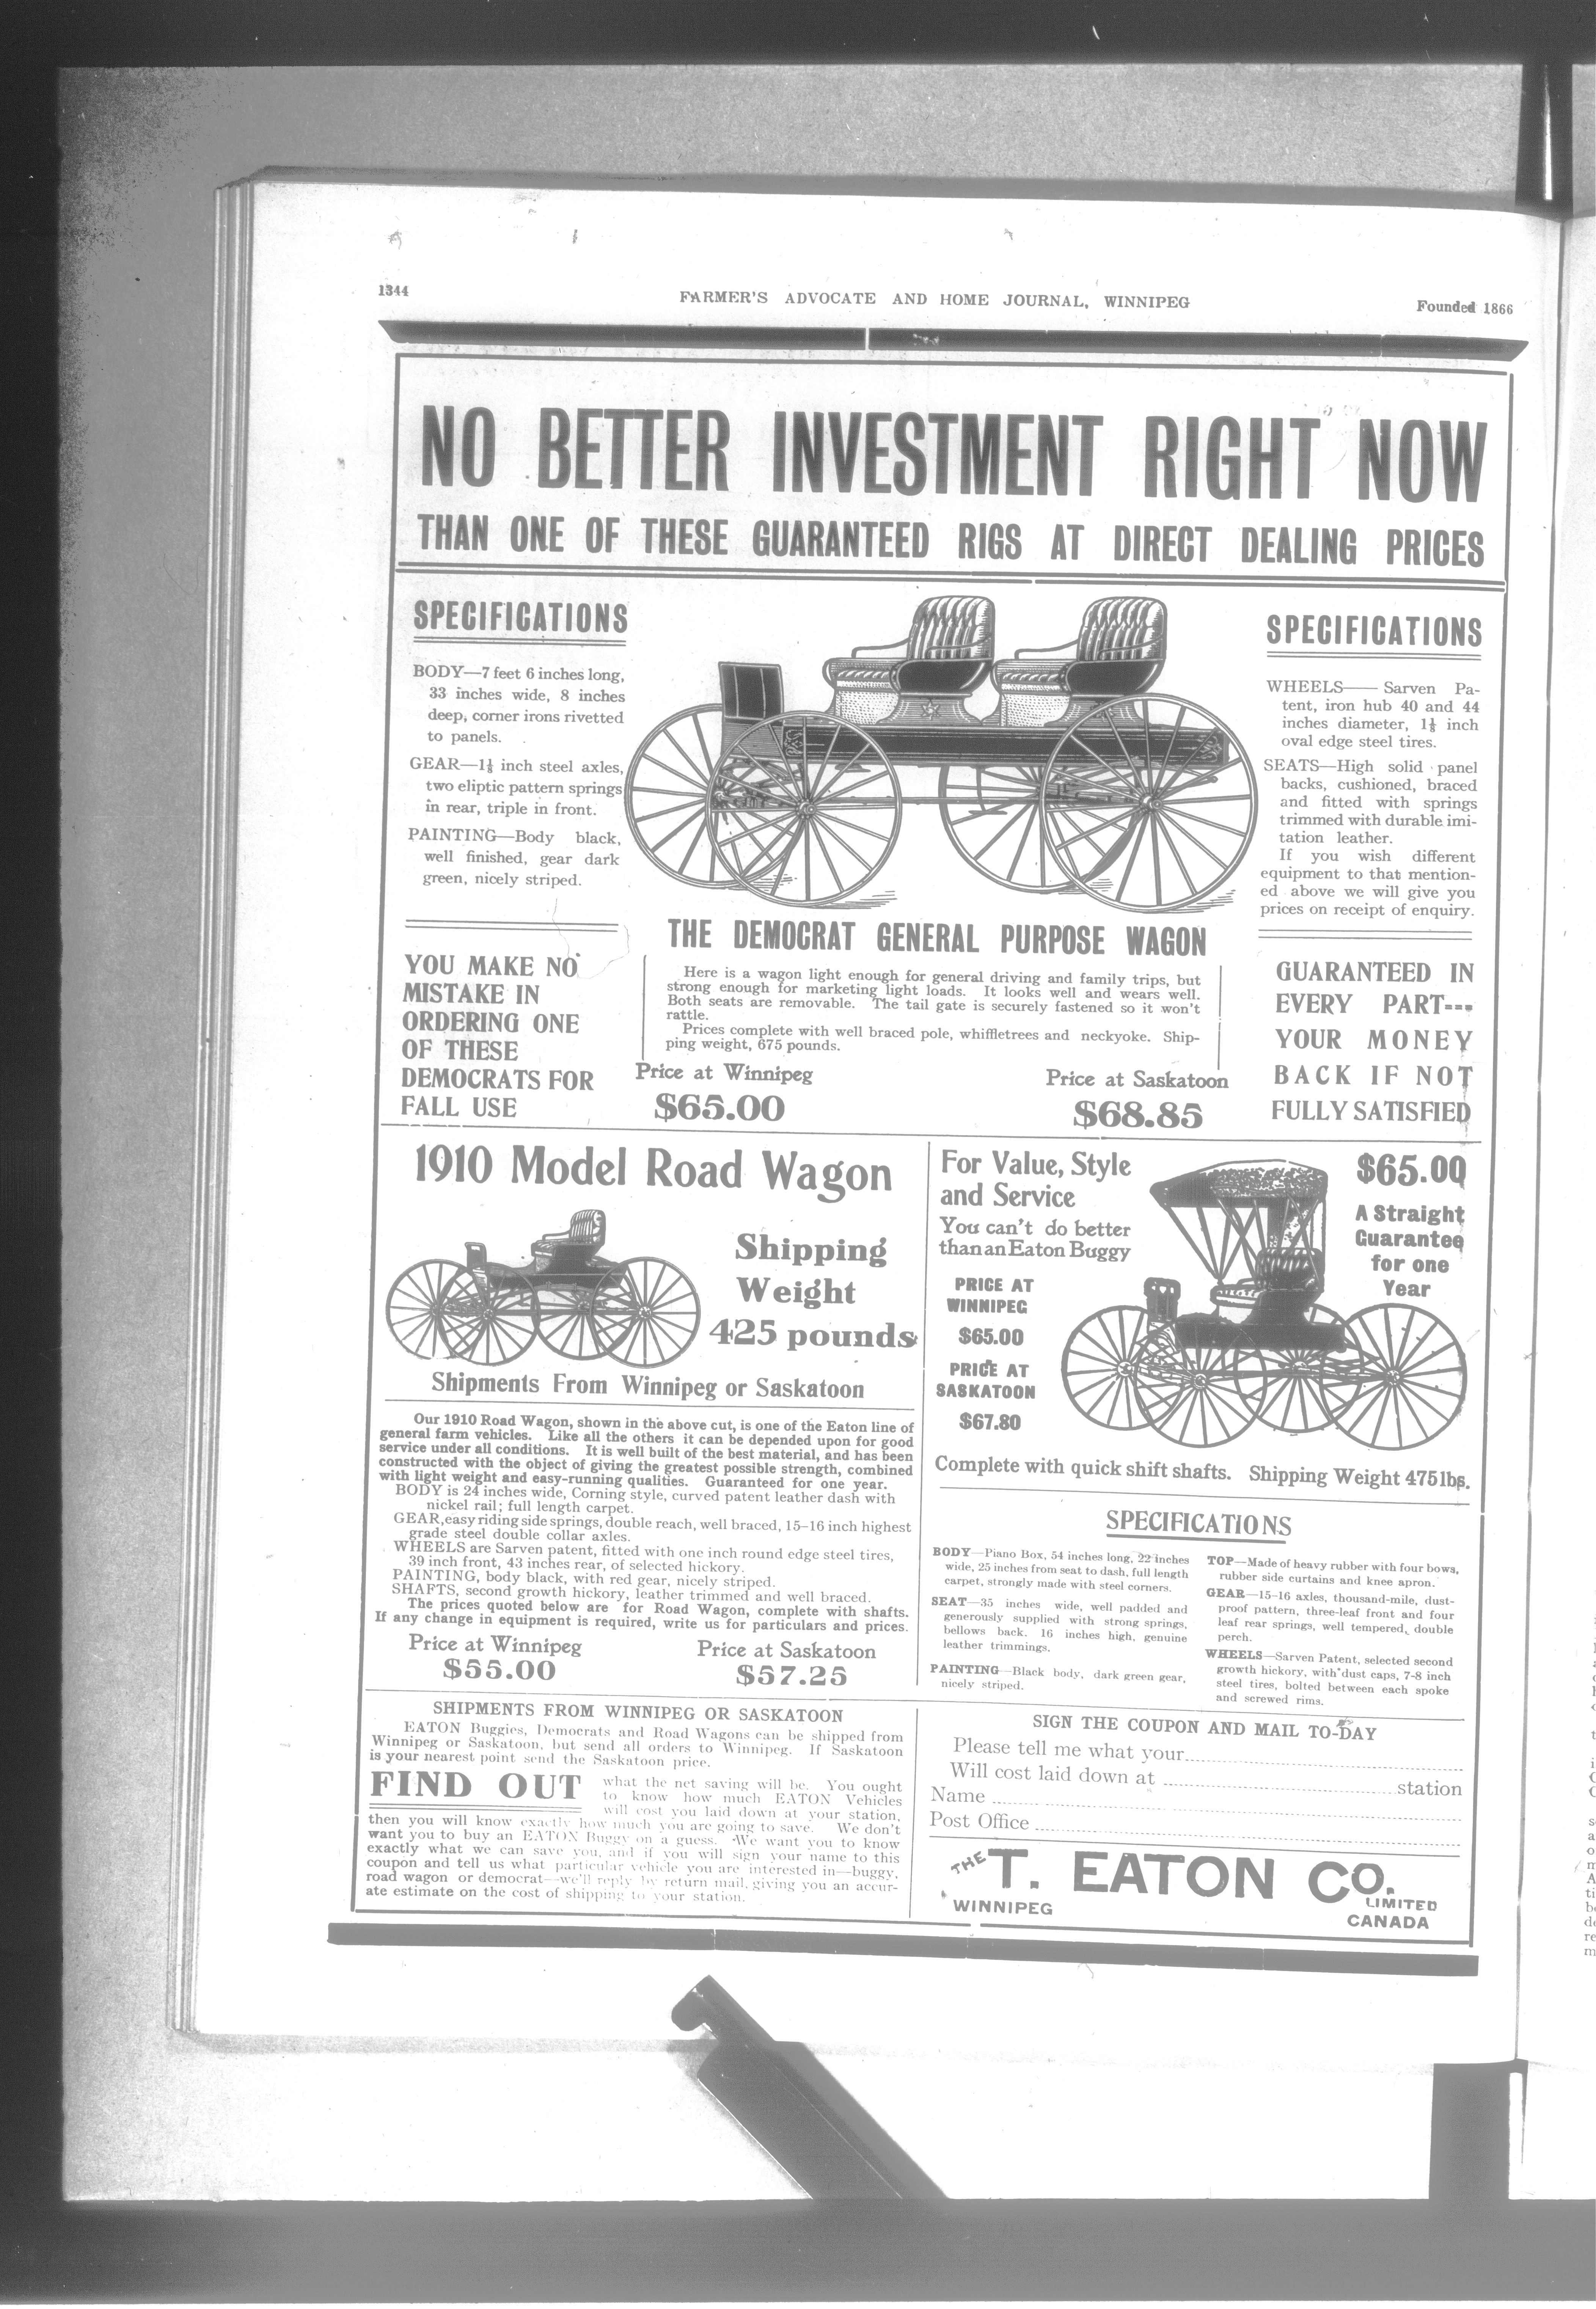 1344
FARMER'S ADVOCATE AND HOME JOURNAL, WINNIPEG
Founded 1866
NO BETTER INVESTMENT RIGHT NOW
THAN ONE OF THESE GUARANTEED RIGS AT DIRECT DEALING PRICES
SPECIFICATIONS
BODY—7 feet 6 inches long,
33 inches wide, 8 inches
deep, corner irons rivetted
to panels.
GEAR—1⅛ inch steel axles,
two eliptic pattern springs
in rear, triple in front.
PAINTING—Body black,
well finished, gear dark
green, nicely striped.
YOU MAKE NO
MISTAKE IN
ORDERING ONE
OF THESE
DEMOCRATS FOR
FALL USE
THE DEMOCRAT GENERAL PURPOSE WAGON
Here is a wagon light enough for general driving and family trips, but
strong enough for marketing light loads. It looks well and wears well.
Both seats are removable. The tail gate is securely fastened so it won't
rattle.
Prices complete with well braced pole, whiffletrees and neckyoke. Ship-
ping weight, 675 pounds.
Price at Winnipeg
$65.00
Price at Saskatoon
$68.85
SPECIFICATIONS
WHEELS—— Sarven Pa-
tent, iron hub 40 and 44
inches diameter, 1⅛ inch
oval edge steel tires.
SEATS—High solid panel
backs, cushioned, braced
and fitted with springs
trimmed with durable imi-
tation leather.
If you wish different
equipment to that mention-
ed above we will give you
prices on receipt of enquiry.
GUARANTEED IN
EVERY PART---
YOUR MONEY
BACK IF NOT
FULLY SATISFIED
1910 Model Road Wagon
Shipping
Weight
425 pounds
Shipments From Winnipeg or Saskatoon
Our 1910 Road Wagon, shown in the above cut, is one of the Eaton line of
general farm vehicles. Like all the others it can be depended upon for good
service under all conditions. It is well built of the best material, and has been
constructed with the object of giving the greatest possible strength, combined
with light weight and easy-running qualities. Guaranteed for one year.
BODY is 24 inches wide, Corning style, curved patent leather dash with
nickel rail; full length carpet.
GEAR, easy riding side springs, double reach, well braced, 15-16 inch highest
grade steel double collar axles.
WHEELS are Sarven patent, fitted with one inch round edge steel tires,
39 inch front, 43 inches rear, of selected hickory.
PAINTING, body black, with red gear, nicely striped.
SHAFTS, second growth hickory, leather trimmed and well braced.
The prices quoted below are for Road Wagon, complete with shafts.
If any change in equipment is required, write us for particulars and prices.
Price at Winnipeg
$55.00
Price at Saskatoon
$57.25
For Value, Style
and Service
You can't do better
than an Eaton Buggy
PRICE AT
WINNIPEG
$65.00
PRICE AT
SASKATOON
$67.80
$65.00
A Straight
Guarantee
for one
Year
Complete with quick shift shafts. Shipping Weight 475 lbs.
SPECIFICATIONS
BODY—Piano Box, 54 inches long, 22 inches
wide, 25 inches from seat to dash, full length
carpet, strongly made with steel corners.
SEAT—35 inches wide, well padded and
generously supplied with strong springs,
bellows back, 16 inches high, genuine
leather trimmings.
PAINTING—Black body, dark green gear,
nicely striped.
TOP—Made of heavy rubber with four bows,
rubber side curtains and knee apron.
GEAR—15-16 axles, thousand-mile, dust-
proof pattern, three-leaf front and four
leaf rear springs, well tempered, double
perch.
WHEELS—Sarven Patent, selected second
growth hickory, with dust caps, 7-8 inch
steel tires, bolted between each spoke
and screwed rims.
SHIPMENTS FROM WINNIPEG OR SASKATOON
EATON Buggies, Democrats and Road Wagons can be shipped from
Winnipeg or Saskatoon, but send all orders to Winnipeg. If Saskatoon
is your nearest point send the Saskatoon price.
FIND OUT what the net saving will be. You ought
to know how much EATON Vehicles
will cost you laid down at your station,
then you will know exactly how much you are going to save. We don't
want you to buy an EATON Buggy on a guess. We want you to know
exactly what we can save you, and if you will sign your name to this
coupon and tell us what particular vehicle you are interested in—buggy,
road wagon or democrat—we'll reply by return mail, giving you an accur-
ate estimate on the cost of shipping to your station.
SIGN THE COUPON AND MAIL TO-DAY
Please tell me what your
Will cost laid down at station
Name
Post Office
THE T. EATON CO.
LIMITED
WINNIPEG
CANADA